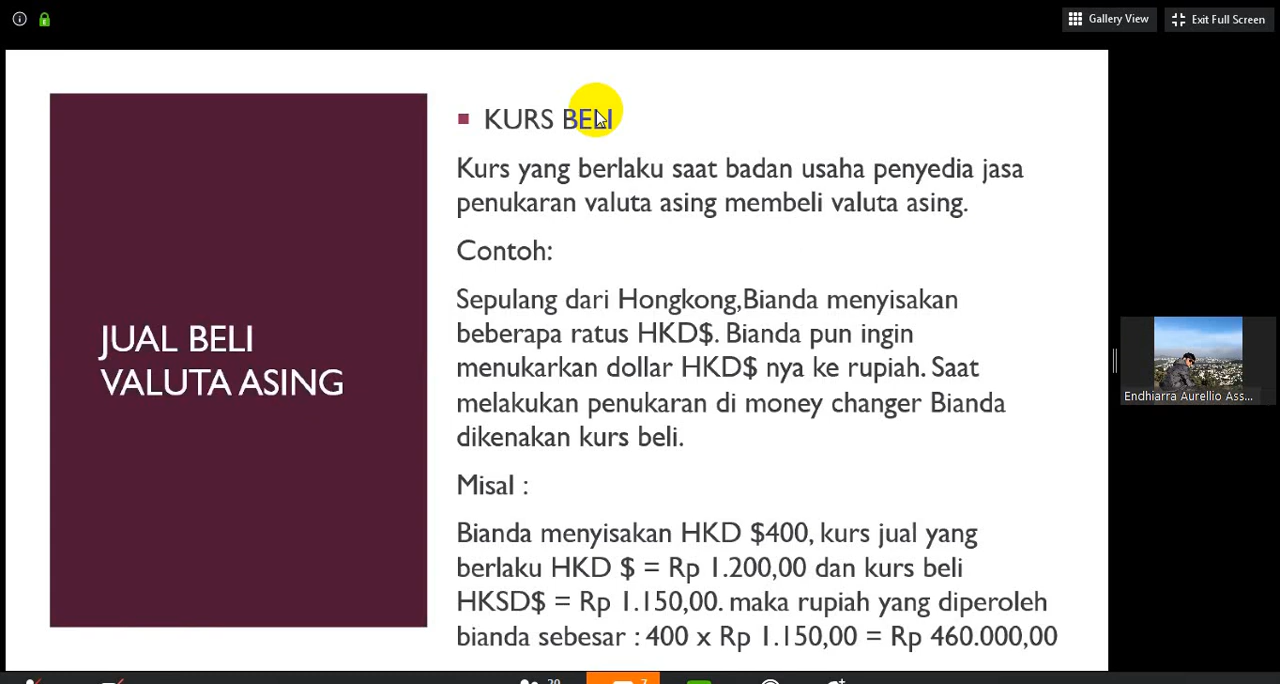 Gallery View
Exit Full Screen
JUAL BELI
VALUTA ASING
KURS BELI
Kurs yang berlaku saat badan usaha penyedia jasa
penukaran valuta asing membeli valuta asing.
Contoh:
Sepulang dari Hongkong,Bianda menyisakan
beberapa ratus HKD$. Bianda pun ingin
menukarkan dollar HKD$ nya ke rupiah. Saat
melakukan penukaran di money changer Bianda
dikenakan kurs beli.
Misal :
Bianda menyisakan HKD $400, kurs jual yang
berlaku HKD $ = Rp 1.200,00 dan kurs beli
HKSD$ = Rp 1.150,00. maka rupiah yang diperoleh
bianda sebesar : 400 x Rp 1.150,00 = Rp 460.000,00
Endhiarra Aurellio Ass...
20
7